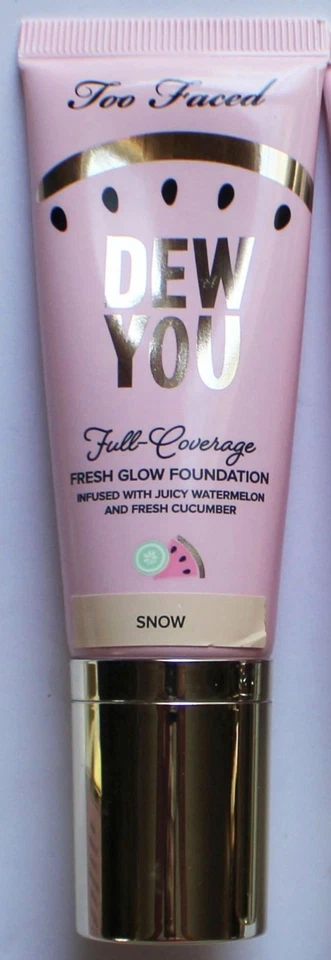 Too Faced
DEW
YOU
Full-Coverage
FRESH GLOW FOUNDATION
INFUSED WITH JUICY WATERMELON
AND FRESH CUCUMBER
SNOW